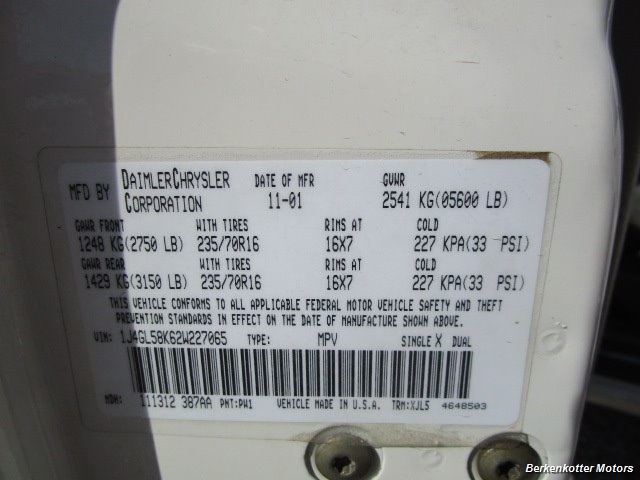 MFD BY DAIMLERCHRYSLER CORPORATION DATE OF MFR 11-01 GVWR 2541 KG(05600 LB)
GAWR FRONT WITH TIRES RIMS AT COLD
1248 KG(2750 LB) 235/70R16 16X7 227 KPA(33 PSI)
GAWR REAR WITH TIRES RIMS AT COLD
1429 KG(3150 LB) 235/70R16 16X7 227 KPA(33 PSI)
THIS VEHICLE CONFORMS TO ALL APPLICABLE FEDERAL MOTOR VEHICLE SAFETY AND THEFT
PREVENTION STANDARDS IN EFFECT ON THE DATE OF MANUFACTURE SHOWN ABOVE.
VIN: 1J4GL58K62W227065 TYPE: MPV SINGLE X DUAL
MDH: 111312 387AA PNT:PW1 VEHICLE MADE IN U.S.A. TRM:XJL5 4648503
Berkenkotter Motors